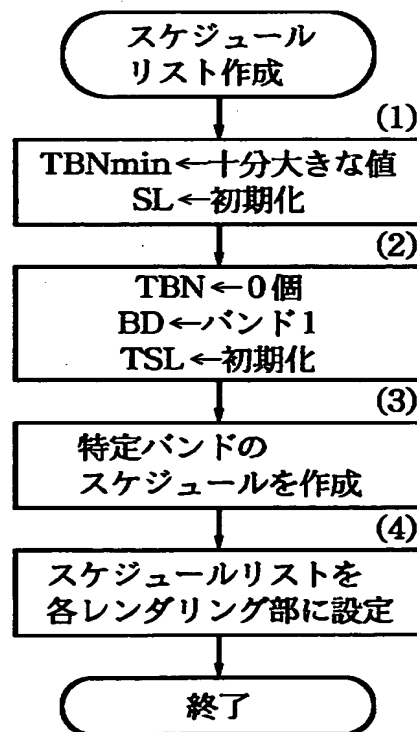 スケジュール
リスト作成
(1)
TBNmin←十分大きな値
SL←初期化
(2)
TBN←0個
BD←バンド1
TSL←初期化
(3)
特定バンドの
スケジュールを作成
(4)
スケジュールリストを
各レンダリング部に設定
終了